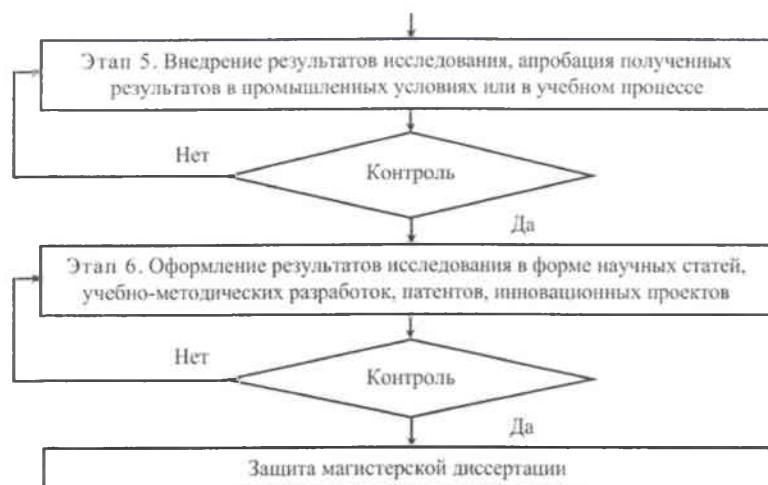 Этап 5. Внедрение результатов исследования, апробация полученных
результатов в промышленных условиях или в учебном процессе
Нет
Контроль
Да
Этап 6. Оформление результатов исследования в форме научных статей,
учебно-методических разработок, патентов, инновационных проектов
Нет
Контроль
Да
Защита магистерской диссертации